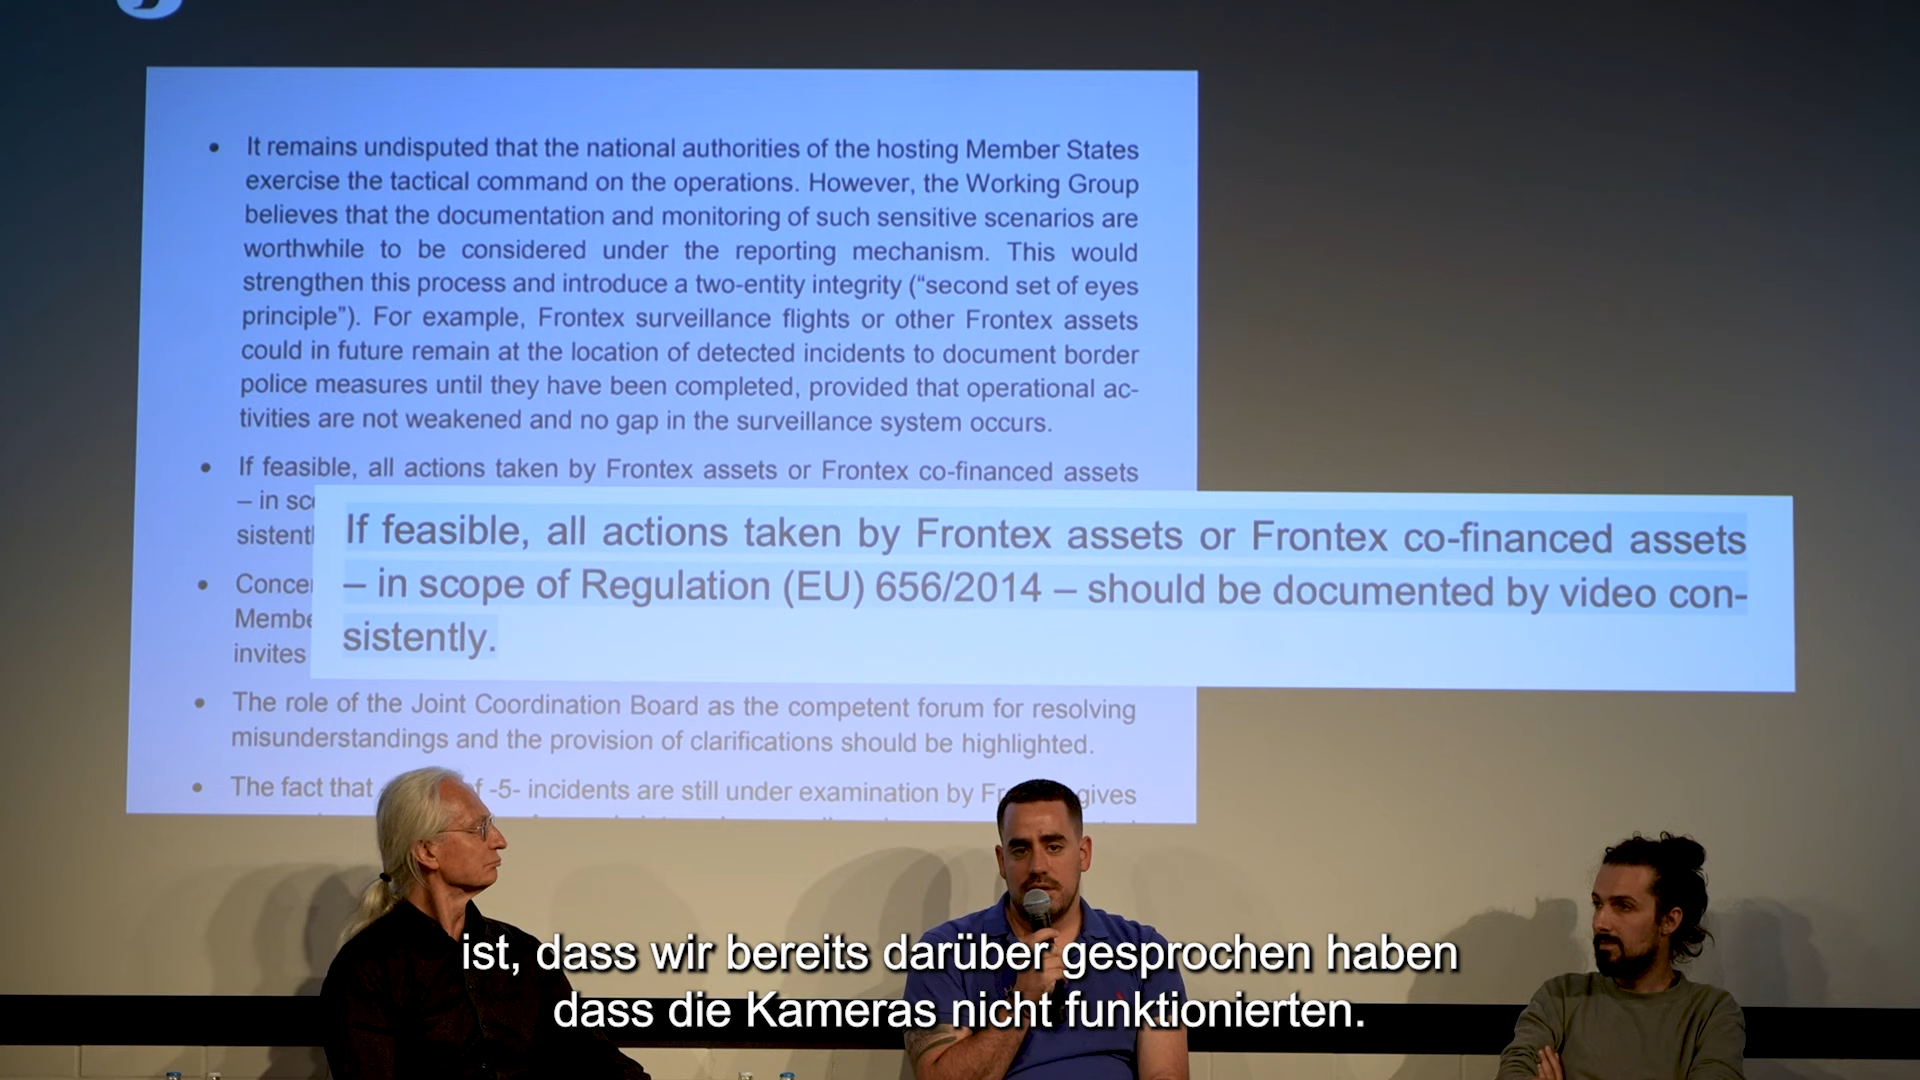 • It remains undisputed that the national authorities of the hosting Member States
exercise the tactical command on the operations. However, the Working Group
believes that the documentation and monitoring of such sensitive scenarios are
worthwhile to be considered under the reporting mechanism. This would
strengthen this process and introduce a two-entity integrity (“second set of eyes
principle”). For example, Frontex surveillance flights or other Frontex assets
could in future remain at the location of detected incidents to document border
police measures until they have been completed, provided that operational ac-
tivities are not weakened and no gap in the surveillance system occurs.
• If feasible, all actions taken by Frontex assets or Frontex co-financed assets
– in
If feasible, all actions taken by Frontex assets or Frontex co-financed assets
– in scope of Regulation (EU) 656/2014 – should be documented by video con-
sistently.
•
invites
• The role of the Joint Coordination Board as the competent forum for resolving
misunderstandings and the provision of clarifications should be highlighted.
• The fact that -5- incidents are still under examination by gives
ist, dass wir bereits darüber gesprochen haben
dass die Kameras nicht funktionierten.